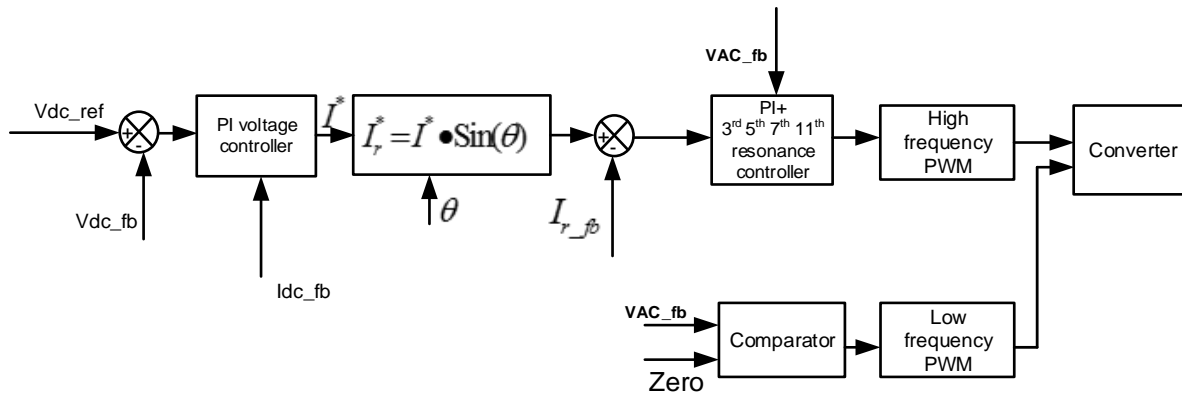 Vdc_ref
+
-
Vdc_fb
PI voltage
controller
Idc_fb
I*
I*r = I* • Sin(θ)
θ
+
-
Ir_fb
VAC_fb
PI+
3rd 5th 7th 11th
resonance
controller
High
frequency
PWM
Converter
VAC_fb
Zero
Comparator
Low
frequency
PWM